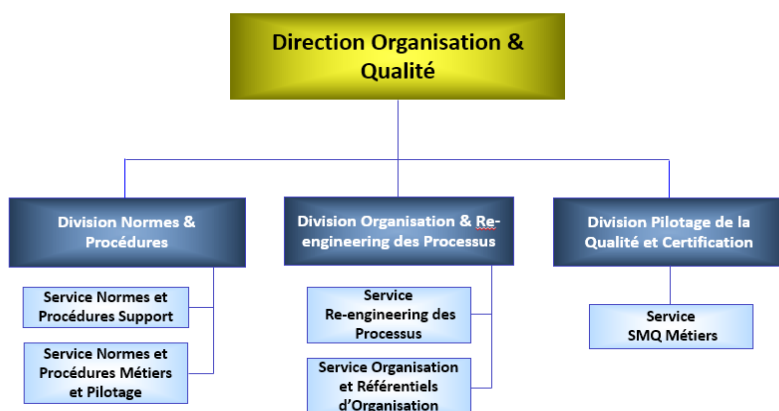 Direction Organisation &
Qualité
Division Normes &
Procédures
Division Organisation & Re-
engineering des Processus
Division Pilotage de la
Qualité et Certification
Service Normes et
Procédures Support
Service Normes et
Procédures Métiers
et Pilotage
Service
Re-engineering des
Processus
Service Organisation
et Référentiels
d’Organisation
Service
SMQ Métiers